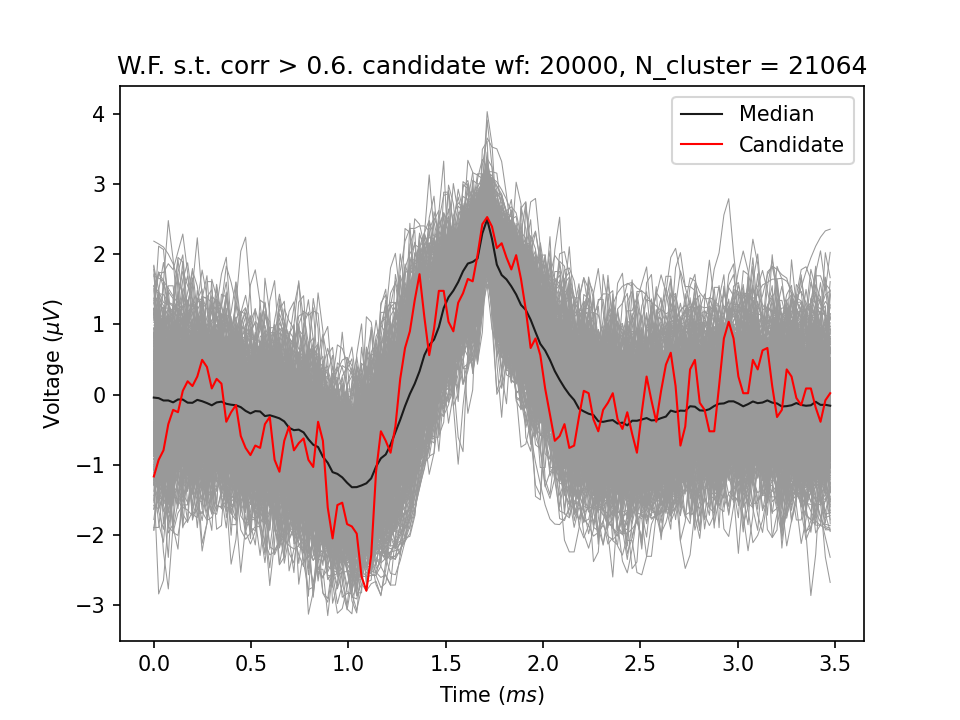 W.F. s.t. corr > 0.6. candidate wf: 20000, N_cluster = 21064
Median
Candidate
4
3
2
1
0
−1
−2
−3
Voltage (μV)
0.0 0.5 1.0 1.5 2.0 2.5 3.0 3.5
Time (ms)